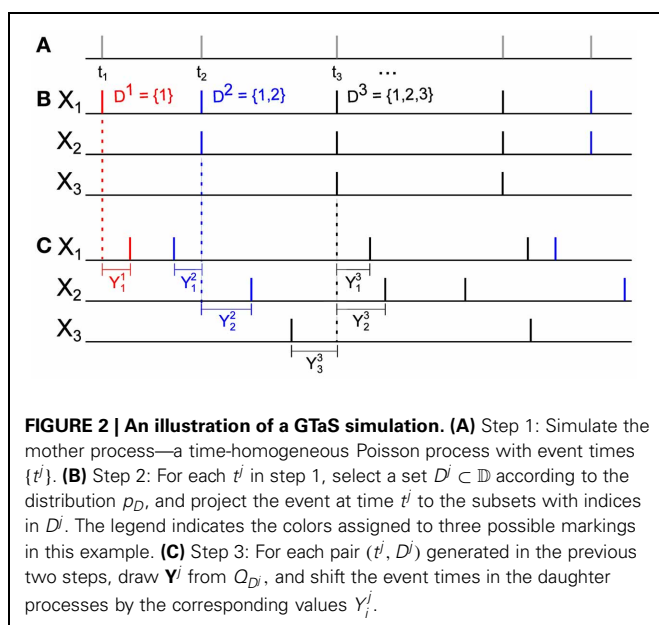 A
t₁ t₂ t₃ ...
B X₁ D¹ = {1} D² = {1,2} D³ = {1,2,3}
X₂
X₃
C X₁
Y₁¹ Y₁² Y₁³
X₂
Y₂² Y₂³
X₃
Y₃³
FIGURE 2 | An illustration of a GTaS simulation. (A) Step 1: Simulate the
mother process—a time-homogeneous Poisson process with event times
{tʲ}. (B) Step 2: For each tʲ in step 1, select a set Dʲ ⊂ 𝔻 according to the
distribution p_D, and project the event at time tʲ to the subsets with indices
in Dʲ. The legend indicates the colors assigned to three possible markings
in this example. (C) Step 3: For each pair (tʲ, Dʲ) generated in the previous
two steps, draw Yʲ from Q_Dʲ, and shift the event times in the daughter
processes by the corresponding values Yᵢʲ.